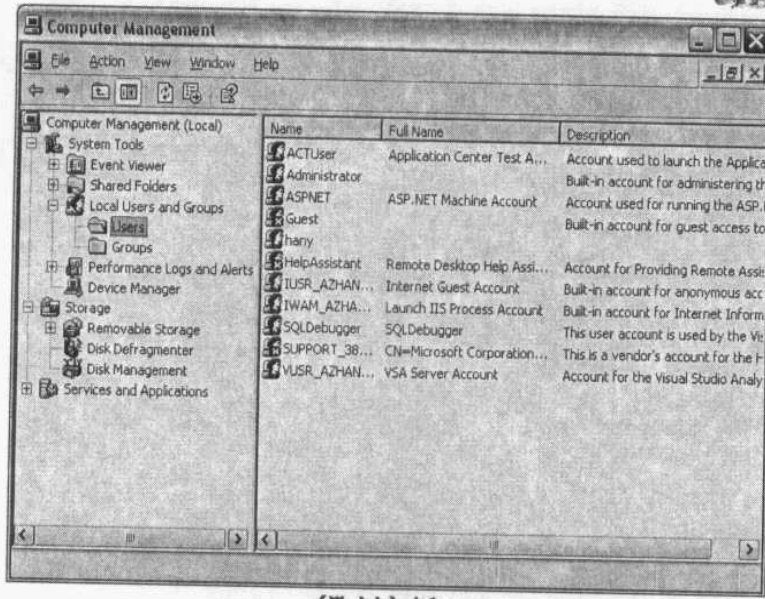 Computer Management
File Action View Window Help
Computer Management (Local)
System Tools
Event Viewer
Shared Folders
Local Users and Groups
Users
Groups
Performance Logs and Alerts
Device Manager
Storage
Removable Storage
Disk Defragmenter
Disk Management
Services and Applications
Name Full Name Description
ACTUser Application Center Test A... Account used to launch the Applica
Administrator Built-in account for administering th
ASPNET ASP.NET Machine Account Account used for running the ASP.
Guest Built-in account for guest access to
hany
HelpAssistant Remote Desktop Help Assi... Account for Providing Remote Assis
IUSR_AZHAN... Internet Guest Account Built-in account for anonymous acc
IWAM_AZHA... Launch IIS Process Account Built-in account for Internet Inform
SQLDebugger SQLDebugger This user account is used by the Vis
SUPPORT_38... CN=Microsoft Corporation... This is a vendor's account for the H
VUSR_AZHAN... VSA Server Account Account for the Visual Studio Analy